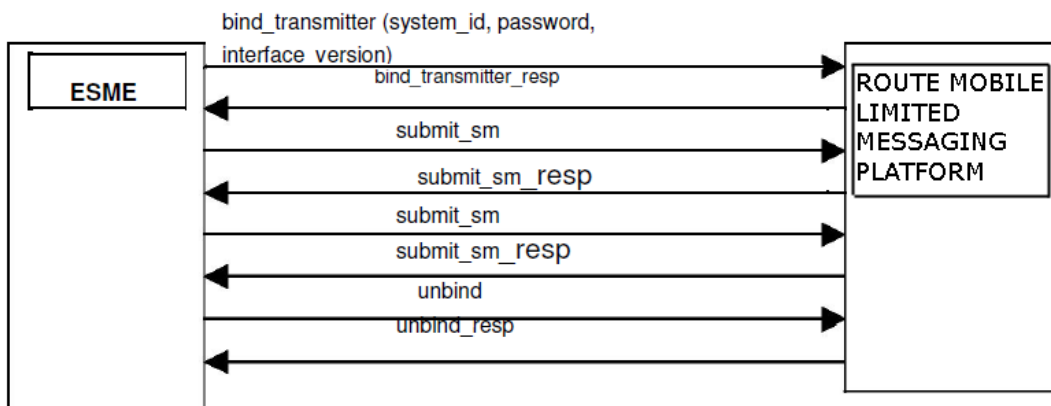 bind_transmitter (system_id, password,
interface_version)
bind_transmitter_resp
ESME
ROUTE MOBILE
LIMITED
MESSAGING
PLATFORM
submit_sm
submit_sm_resp
submit_sm
submit_sm_resp
unbind
unbind_resp